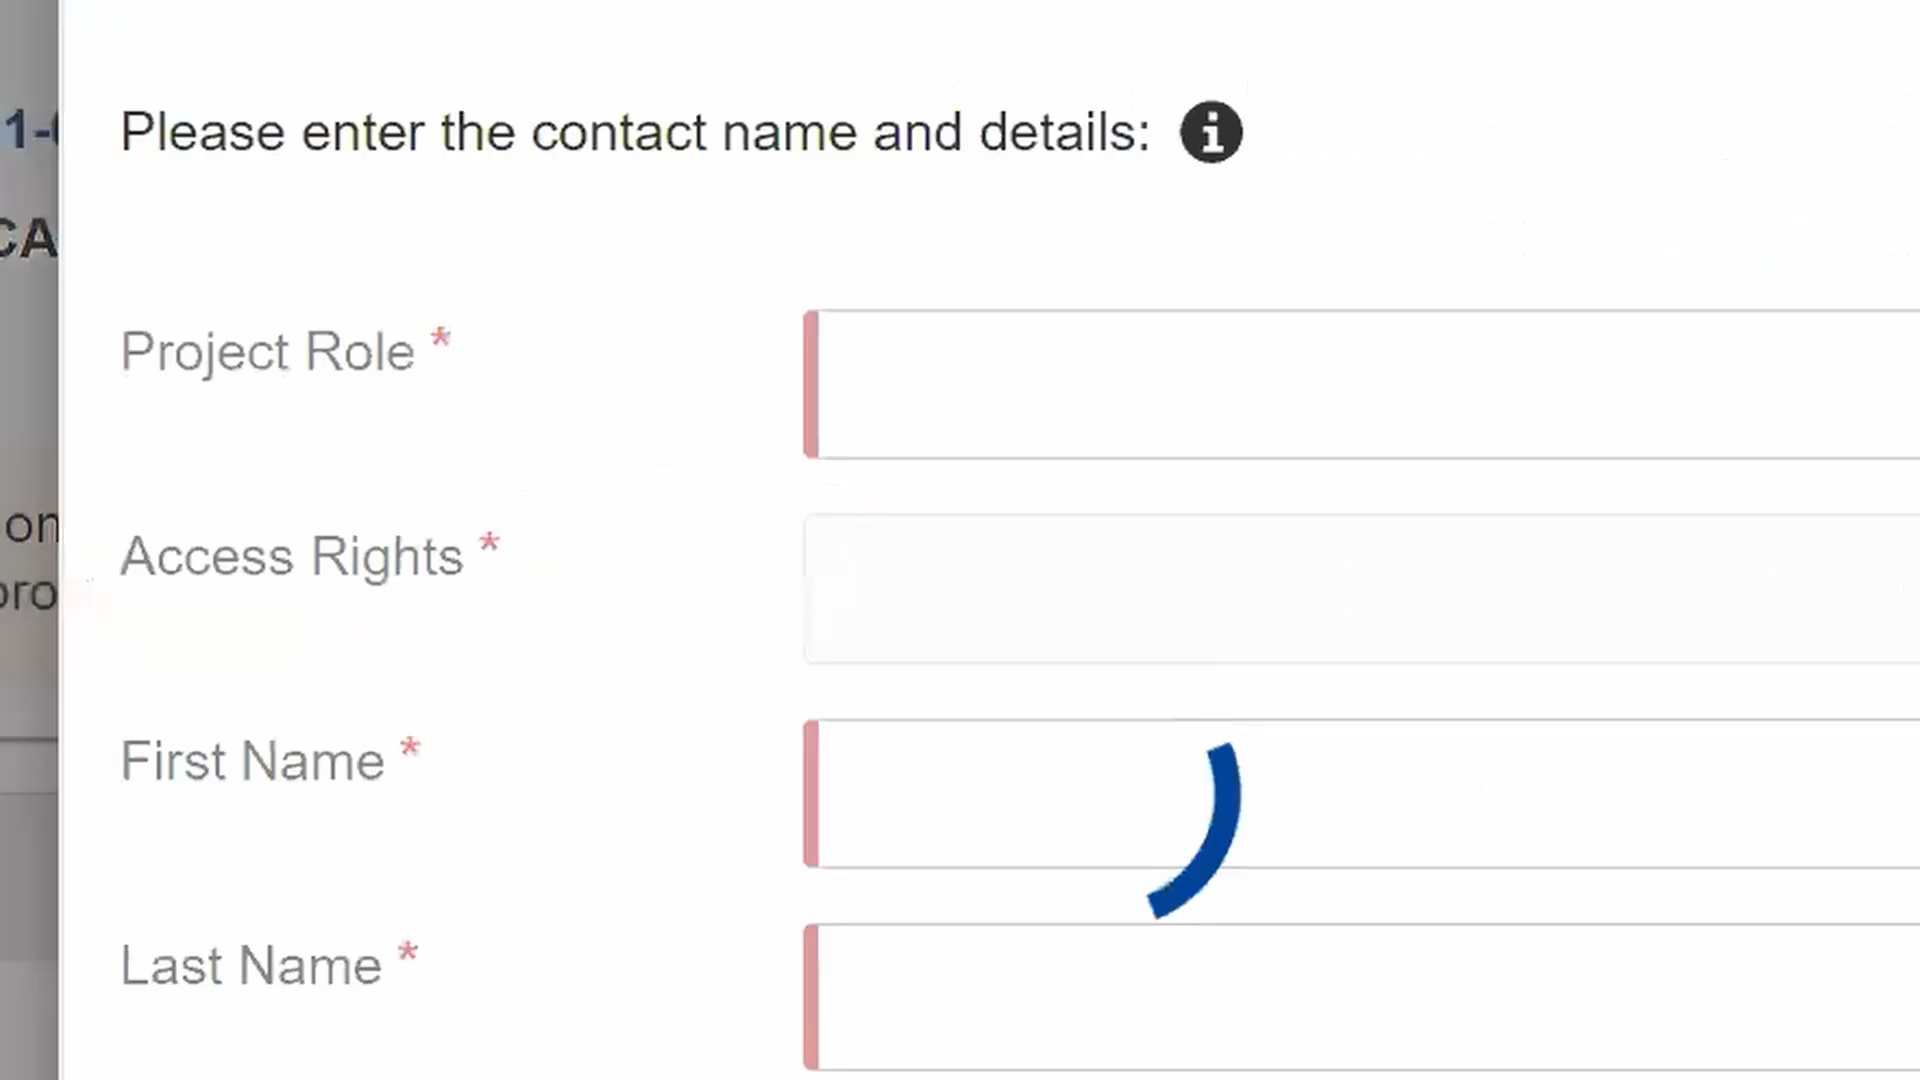 Please enter the contact name and details:
Project Role *
Access Rights *
First Name *
Last Name *